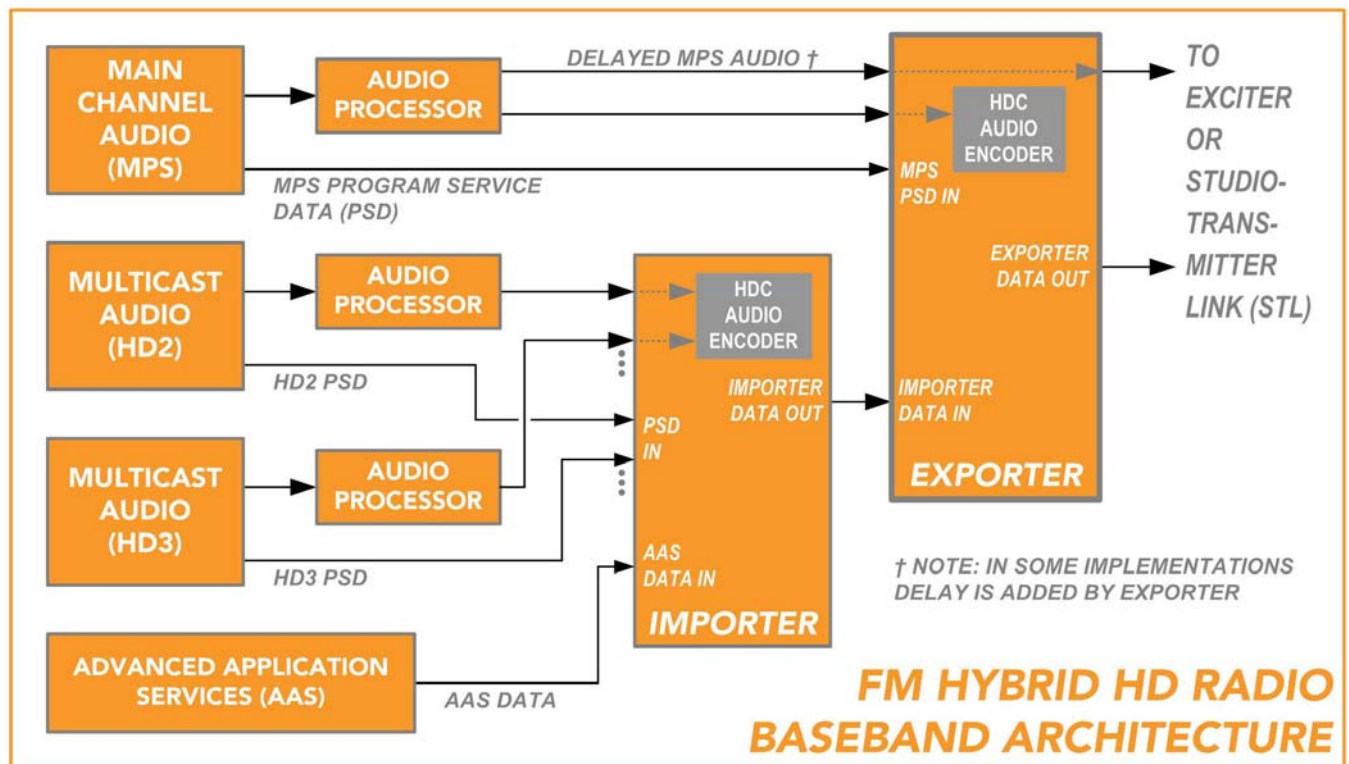 MAIN
CHANNEL
AUDIO
(MPS)
AUDIO
PROCESSOR
DELAYED MPS AUDIO †
MPS PROGRAM SERVICE
DATA (PSD)
HDC
AUDIO
ENCODER
MPS
PSD IN
EXPORTER
DATA OUT
IMPORTER
DATA IN
EXPORTER
TO
EXCITER
OR
STUDIO-
TRANS-
MITTER
LINK (STL)
MULTICAST
AUDIO
(HD2)
AUDIO
PROCESSOR
HD2 PSD
MULTICAST
AUDIO
(HD3)
AUDIO
PROCESSOR
HD3 PSD
HDC
AUDIO
ENCODER
IMPORTER
DATA OUT
PSD
IN
AAS
DATA IN
IMPORTER
ADVANCED APPLICATION
SERVICES (AAS)
AAS DATA
† NOTE: IN SOME IMPLEMENTATIONS
DELAY IS ADDED BY EXPORTER
FM HYBRID HD RADIO
BASEBAND ARCHITECTURE